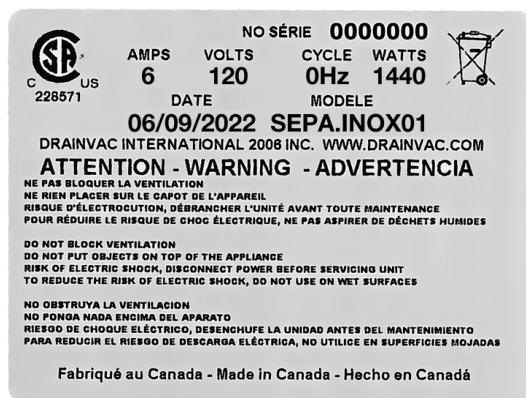 NO SÉRIE 0000000
AMPS VOLTS CYCLE WATTS
6 120 0Hz 1440
C US
228571
DATE MODELE
06/09/2022 SEPA.INOX01
DRAINVAC INTERNATIONAL 2006 INC. WWW.DRAINVAC.COM
ATTENTION - WARNING - ADVERTENCIA
NE PAS BLOQUER LA VENTILATION
NE RIEN PLACER SUR LE CAPOT DE L'APPAREIL
RISQUE D'ÉLECTROCUTION, DÉBRANCHER L'UNITÉ AVANT TOUTE MAINTENANCE
POUR RÉDUIRE LE RISQUE DE CHOC ÉLECTRIQUE, NE PAS ASPIRER DE DÉCHETS HUMIDES
DO NOT BLOCK VENTILATION
DO NOT PUT OBJECTS ON TOP OF THE APPLIANCE
RISK OF ELECTRIC SHOCK, DISCONNECT POWER BEFORE SERVICING UNIT
TO REDUCE THE RISK OF ELECTRIC SHOCK, DO NOT USE ON WET SURFACES
NO OBSTRUYA LA VENTILACION
NO PONGA NADA ENCIMA DEL APARATO
RIESGO DE CHOQUE ELÉCTRICO, DESENCHUFE LA UNIDAD ANTES DEL MANTENIMIENTO
PARA REDUCIR EL RIESGO DE DESCARGA ELÉCTRICA, NO UTILICE EN SUPERFICIES MOJADAS
Fabriqué au Canada - Made in Canada - Hecho en Canadá